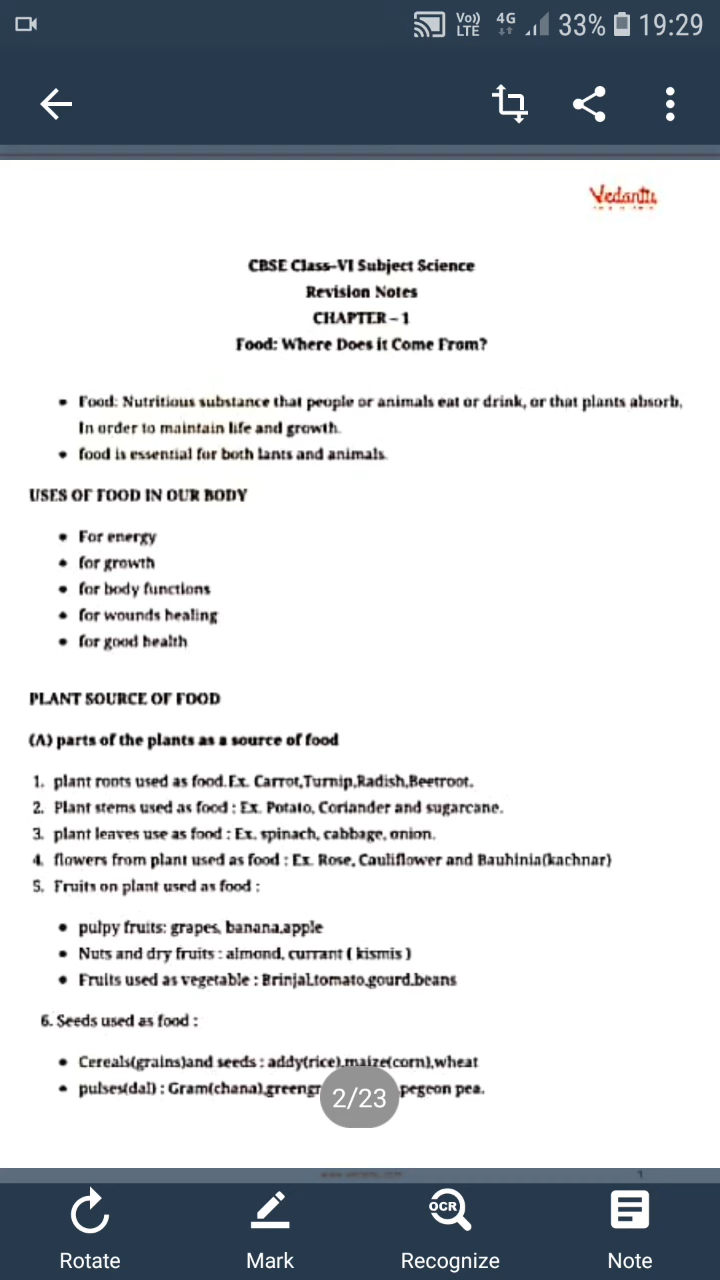 Vo)) 4G 33% 19:29
LTE
Vedantu
CBSE Class-VI Subject Science
Revision Notes
CHAPTER – 1
Food: Where Does it Come From?
• Food: Nutritious substance that people or animals eat or drink, or that plants absorb,
In order to maintain life and growth.
• food is essential for both lants and animals.
USES OF FOOD IN OUR BODY
• For energy
• for growth
• for body functions
• for wounds healing
• for good health
PLANT SOURCE OF FOOD
(A) parts of the plants as a source of food
1. plant roots used as food.Ex. Carrot,Turnip,Radish,Beetroot.
2. Plant stems used as food : Ex. Potato, Coriander and sugarcane.
3. plant leaves use as food : Ex. spinach, cabbage, onion.
4. flowers from plant used as food : Ex. Rose, Cauliflower and Bauhinia(kachnar)
5. Fruits on plant used as food :
• pulpy fruits: grapes, banana,apple
• Nuts and dry fruits : almond, currant ( kismis )
• Fruits used as vegetable : Brinjal,tomato,gourd,beans
6. Seeds used as food :
• Cereals(grains)and seeds : addy(rice),maize(corn),wheat
• pulses(dal) : Gram(chana),greengr pegeon pea.
2/23
1
OCR
Rotate Mark Recognize Note